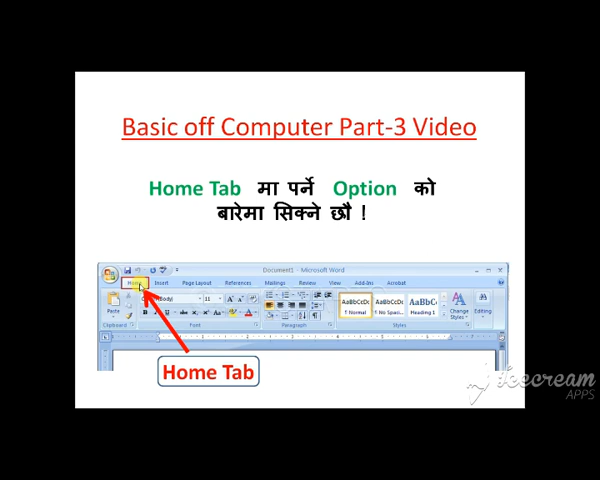 Basic off Computer Part-3 Video
Home Tab मा पर्ने Option को
बारेमा सिक्ने छौ !
Document1 - Microsoft Word
Home Insert Page Layout References Mailings Review View Add-Ins Acrobat
Paste
11
AaBbCcDc AaBbCcDc AaBbC
¶ Normal ¶ No Spaci... Heading 1
Change Styles
Editing
Clipboard Font Paragraph Styles
Home Tab
Icecream
APPS